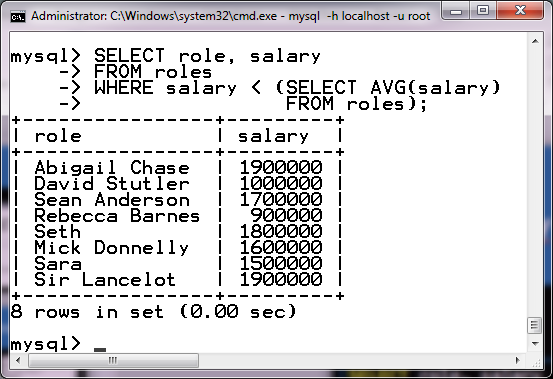 Administrator: C:\Windows\system32\cmd.exe - mysql -h localhost -u root
mysql> SELECT role, salary
    -> FROM roles
    -> WHERE salary < (SELECT AVG(salary)
    ->                 FROM roles);
+----------------+---------+
| role           | salary  |
+----------------+---------+
| Abigail Chase  | 1900000 |
| David Stutler  | 1000000 |
| Sean Anderson  | 1700000 |
| Rebecca Barnes |  900000 |
| Seth           | 1800000 |
| Mick Donnelly  | 1600000 |
| Sara           | 1500000 |
| Sir Lancelot   | 1900000 |
+----------------+---------+
8 rows in set (0.00 sec)
mysql> _